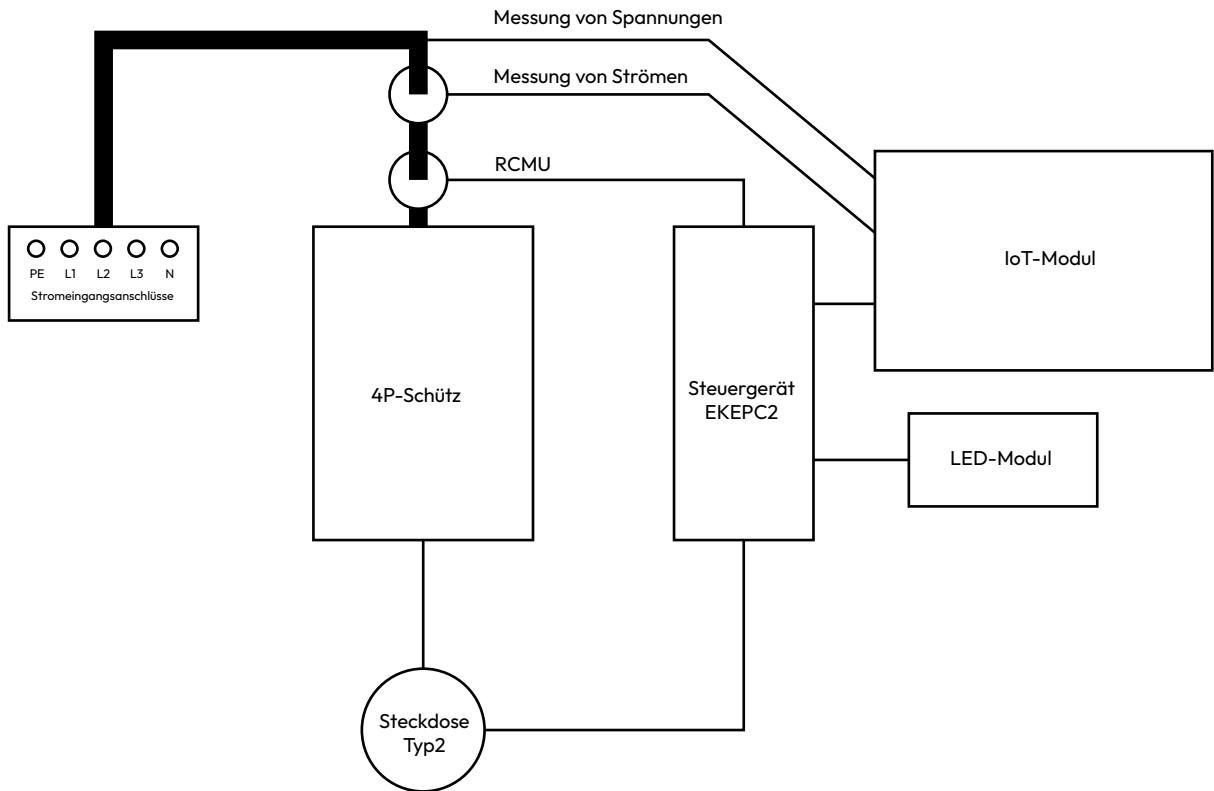 Messung von Spannungen
Messung von Strömen
RCMU
PE L1 L2 L3 N
Stromeingangsanschlüsse
4P-Schütz
Steuergerät
EKEPC2
IoT-Modul
LED-Modul
Steckdose
Typ2